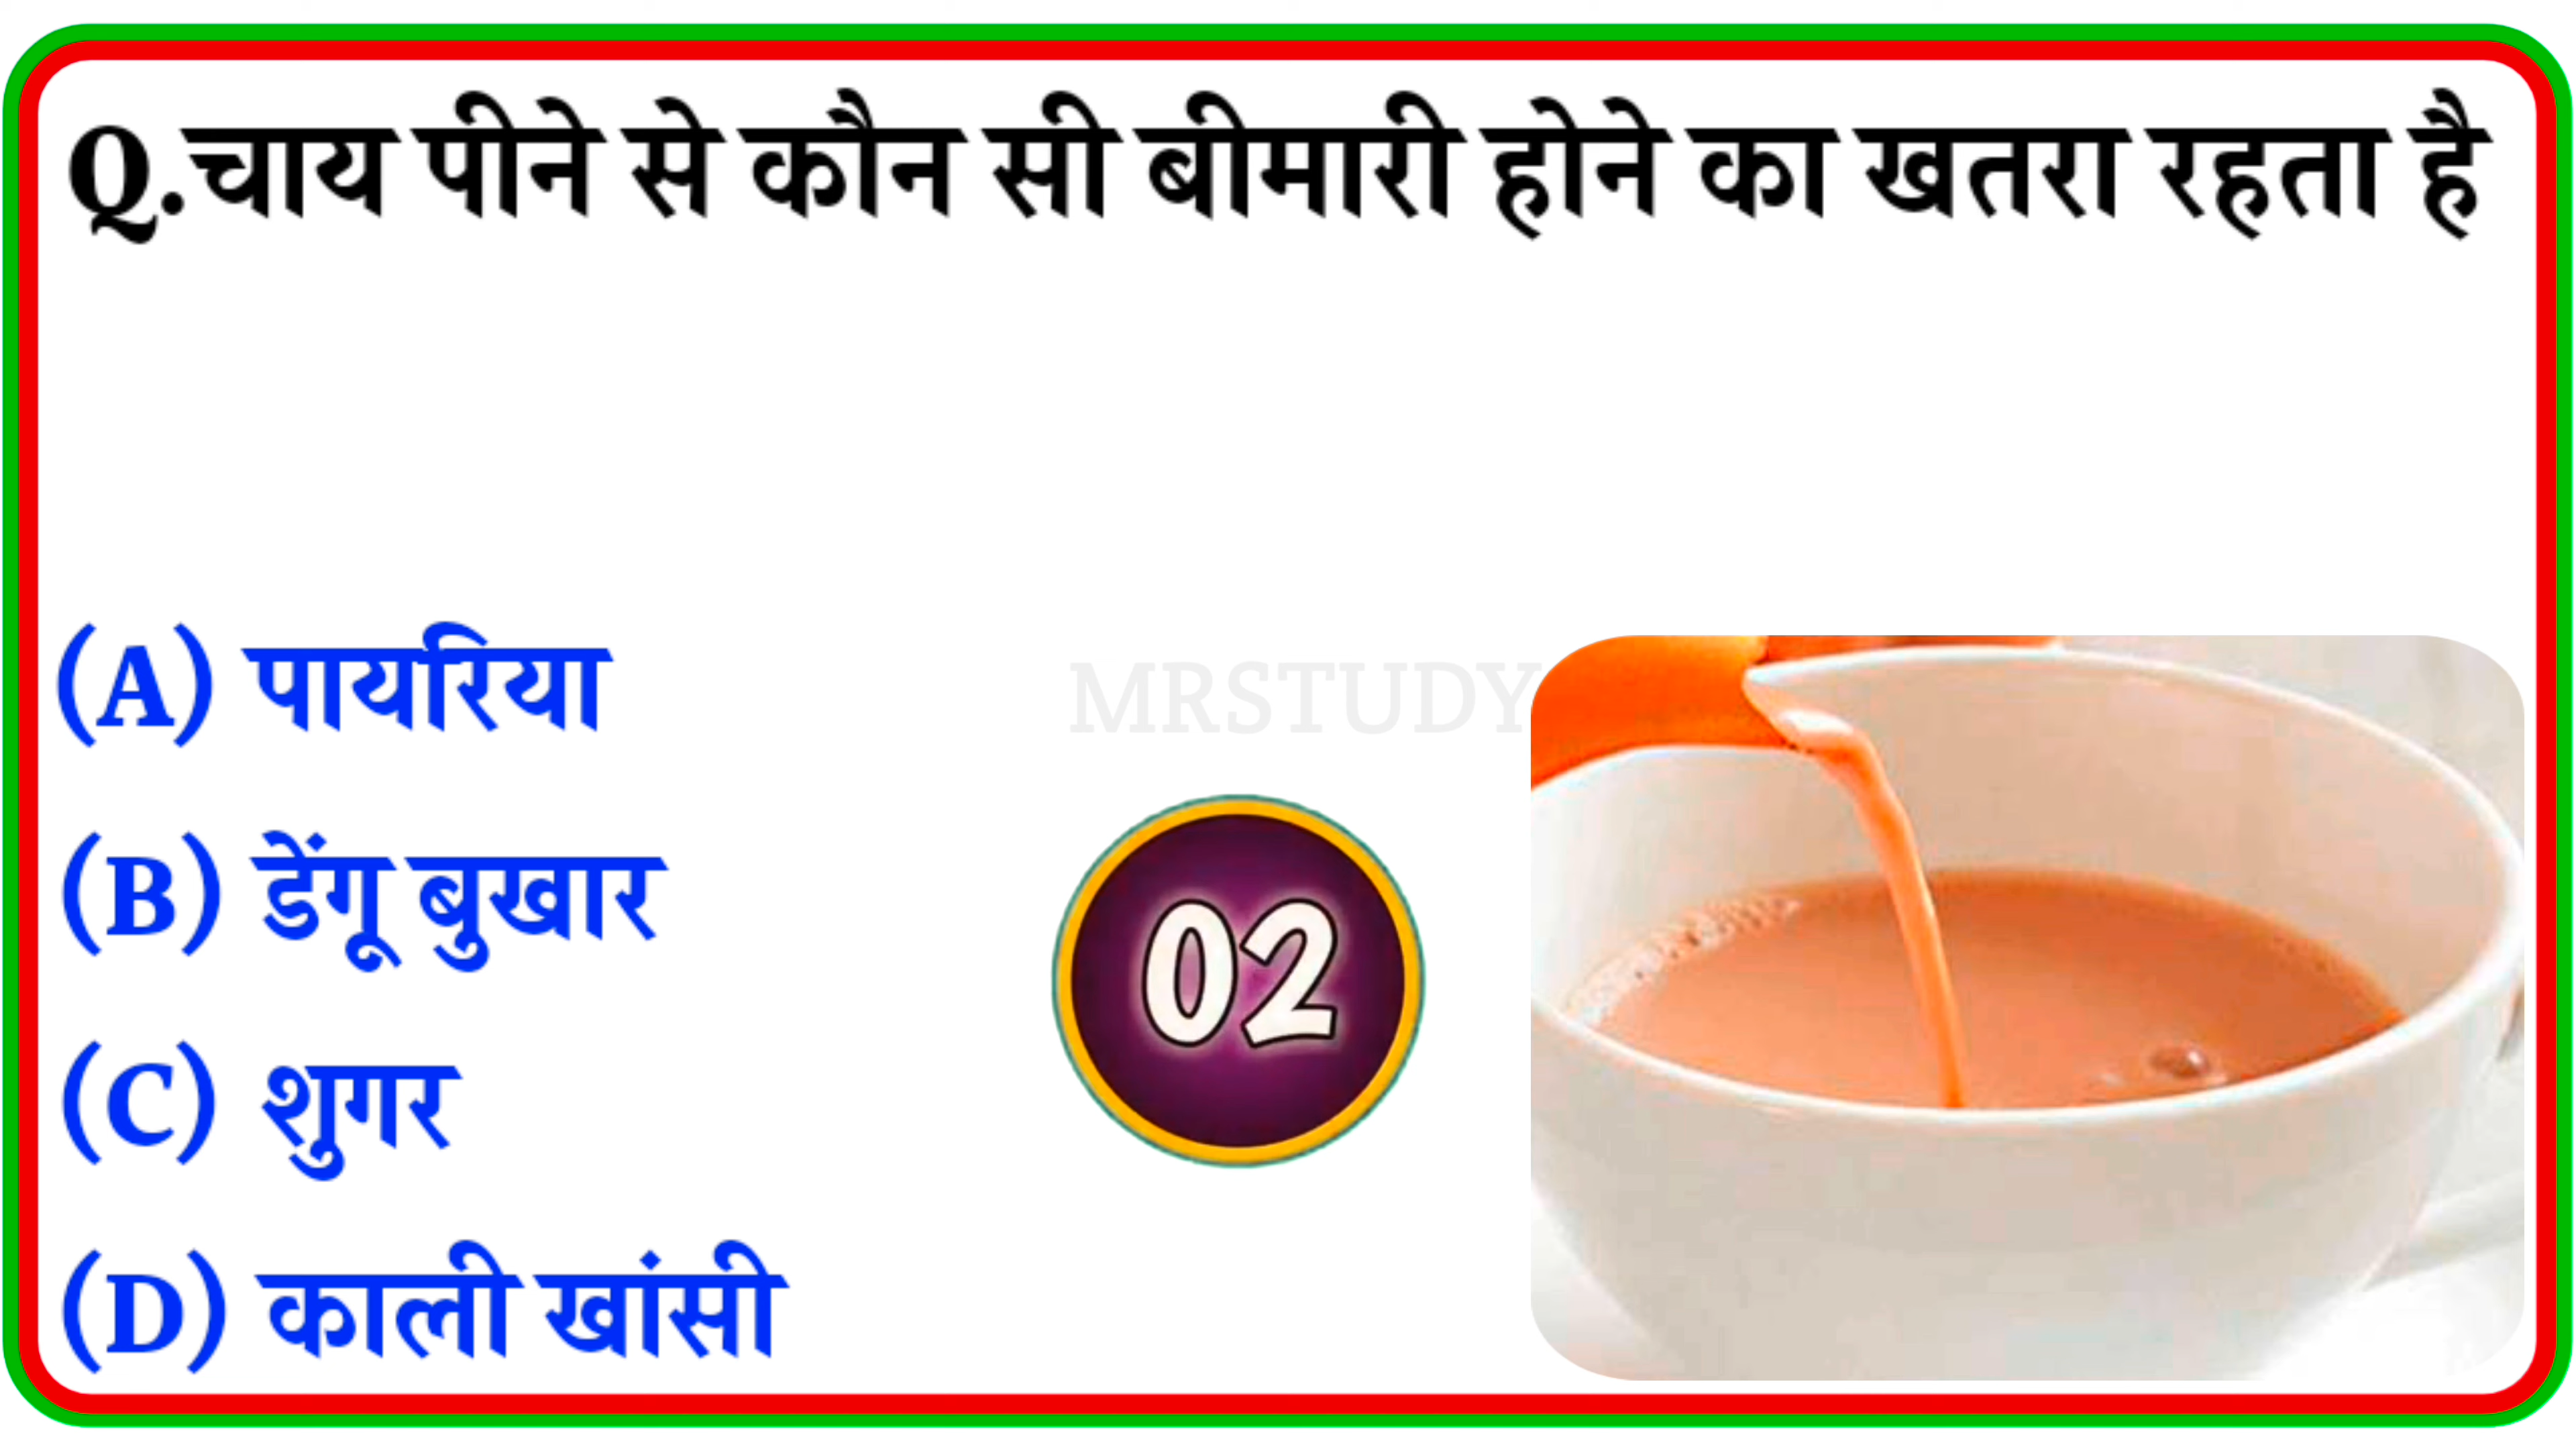 Q.चाय पीने से कौन सी बीमारी होने का खतरा रहता है
(A) पायरिया
MRSTUDY
(B) डेंगू बुखार
02
(C) शुगर
(D) काली खांसी